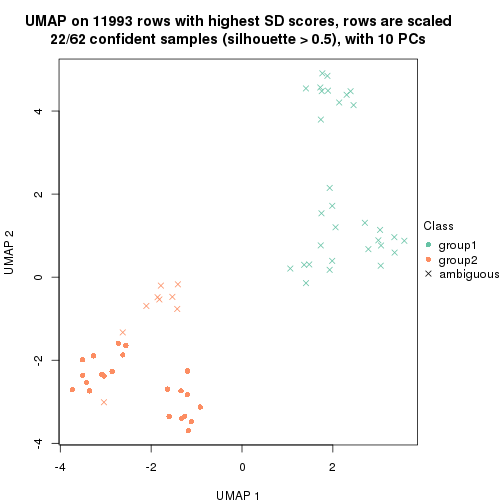 UMAP on 11993 rows with highest SD scores, rows are scaled
22/62 confident samples (silhouette > 0.5), with 10 PCs
4
2
0
-2
-4
UMAP 2
-4
-2
0
2
UMAP 1
Class
group1
group2
ambiguous